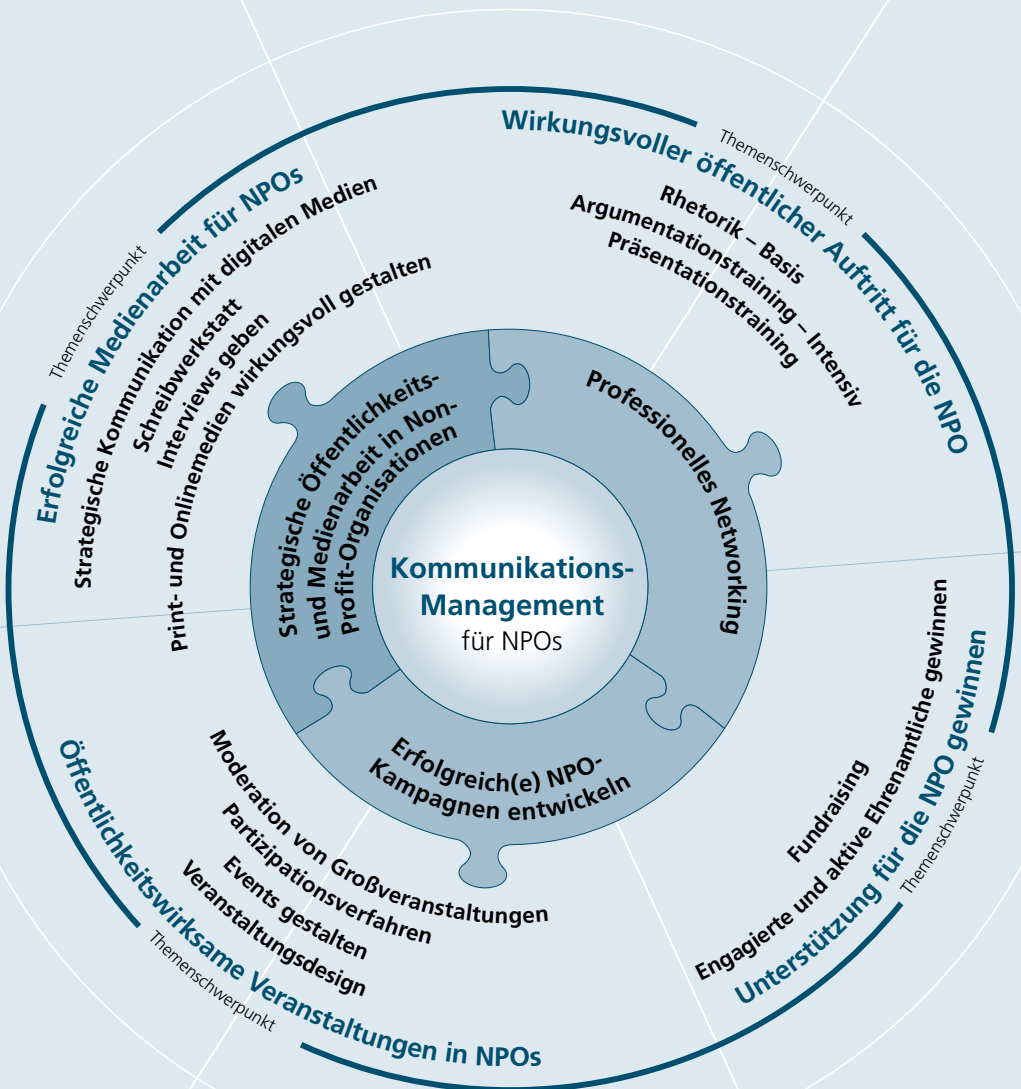 Kommunikations-
Management
für NPOs
Strategische Öffentlichkeits-
und Medienarbeit in Non-
Profit-Organisationen
Professionelles Networking
Erfolgreich(e) NPO-
Kampagnen entwickeln
Themenschwerpunkt
Erfolgreiche Medienarbeit für NPOs
Strategische Kommunikation mit digitalen Medien
Schreibwerkstatt
Interviews geben
Print- und Onlinemedien wirkungsvoll gestalten
Themenschwerpunkt
Wirkungsvoller öffentlicher Auftritt für die NPO
Rhetorik – Basis
Argumentationstraining – Intensiv
Präsentationstraining
Fundraising
Engagierte und aktive Ehrenamtliche gewinnen
Unterstützung für die NPO gewinnen
Themenschwerpunkt
Moderation von Großveranstaltungen
Partizipationsverfahren
Events gestalten
Veranstaltungsdesign
Öffentlichkeitswirksame Veranstaltungen in NPOs
Themenschwerpunkt